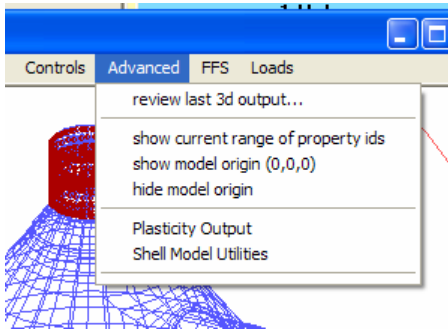 Controls Advanced FFS Loads
review last 3d output...
show current range of property ids
show model origin (0,0,0)
hide model origin
Plasticity Output
Shell Model Utilities